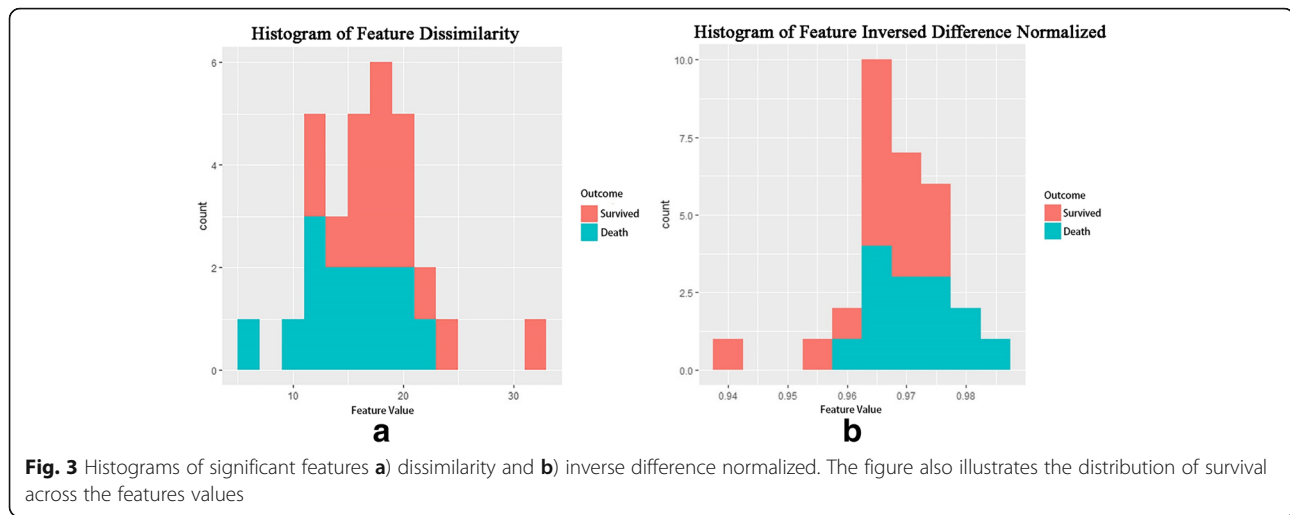 Histogram of Feature Dissimilarity
6
4
2
0
count
10
20
30
Feature Value
Outcome
Survived
Death
a
Histogram of Feature Inversed Difference Normalized
10.0
7.5
5.0
2.5
0.0
count
0.94
0.95
0.96
0.97
0.98
Feature Value
Outcome
Survived
Death
b
Fig. 3 Histograms of significant features a) dissimilarity and b) inverse difference normalized. The figure also illustrates the distribution of survival
across the features values